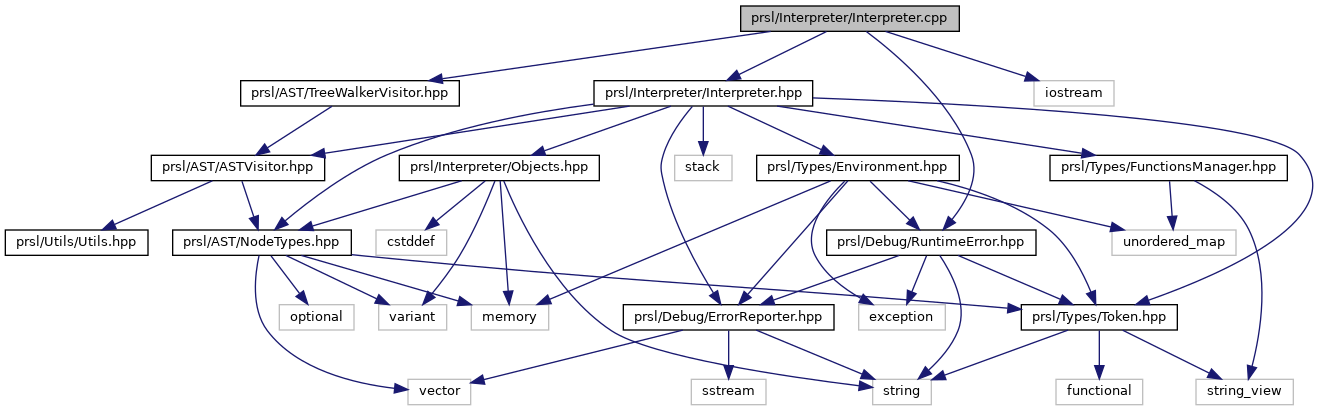 prsl/Interpreter/Interpreter.cpp
prsl/AST/TreeWalkerVisitor.hpp
prsl/Interpreter/Interpreter.hpp
iostream
prsl/AST/ASTVisitor.hpp
prsl/Interpreter/Objects.hpp
stack
prsl/Types/Environment.hpp
prsl/Types/FunctionsManager.hpp
prsl/Utils/Utils.hpp
prsl/AST/NodeTypes.hpp
cstddef
prsl/Debug/RuntimeError.hpp
unordered_map
optional
variant
memory
prsl/Debug/ErrorReporter.hpp
exception
prsl/Types/Token.hpp
vector
sstream
string
functional
string_view